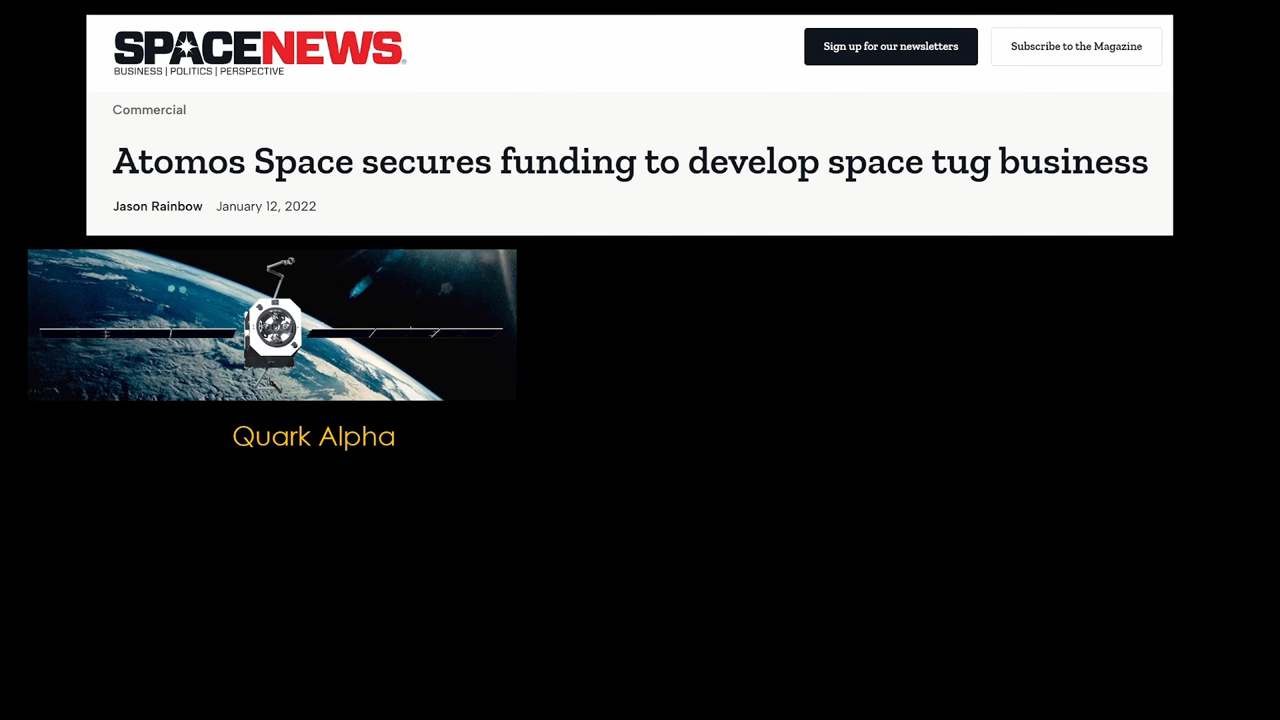 SPACENEWS®
BUSINESS | POLITICS | PERSPECTIVE
Sign up for our newsletters
Subscribe to the Magazine
Commercial
Atomos Space secures funding to develop space tug business
Jason Rainbow January 12, 2022
Quark Alpha